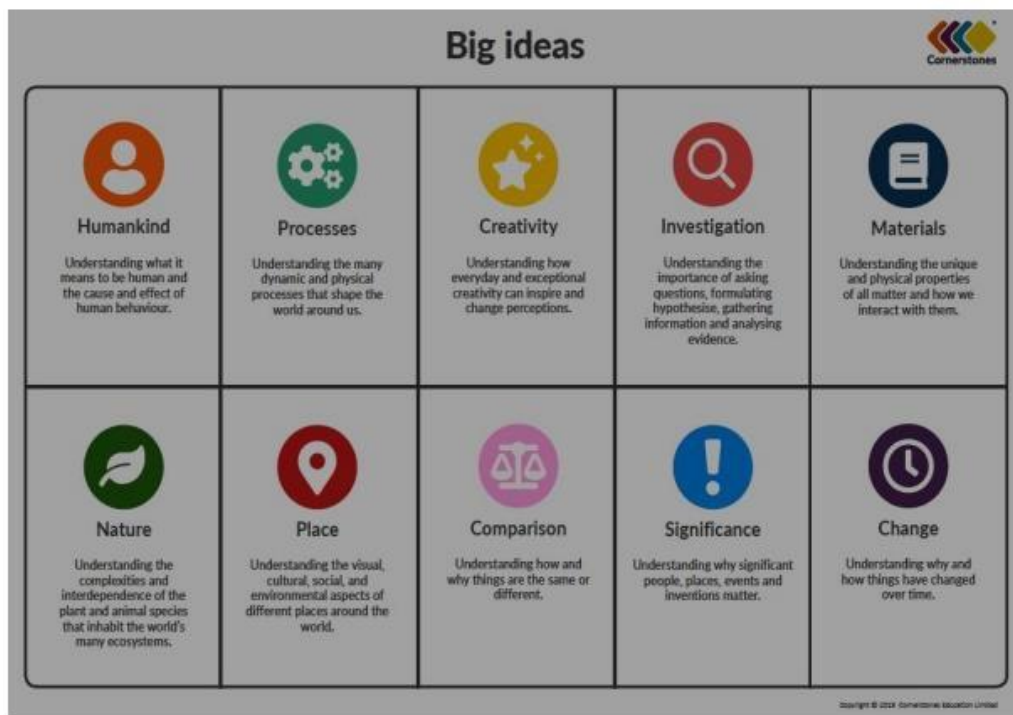 Big ideas
Cornerstones
Humankind
Understanding what it
means to be human and
the cause and effect of
human behaviour.
Processes
Understanding the many
dynamic and physical
processes that shape the
world around us.
Creativity
Understanding how
everyday and exceptional
creativity can inspire and
change perceptions.
Investigation
Understanding the
importance of asking
questions, formulating
hypothesise, gathering
information and analysing
evidence.
Materials
Understanding the unique
and physical properties
of all matter and how we
interact with them.
Nature
Understanding the
complexities and
interdependence of the
plant and animal species
that inhabit the world's
many ecosystems.
Place
Understanding the visual,
cultural, social, and
environmental aspects of
different places around the
world.
Comparison
Understanding how and
why things are the same or
different.
Significance
Understanding why significant
people, places, events and
inventions matter.
Change
Understanding why and
how things have changed
over time.
Copyright © 2018 Cornerstones Education Limited